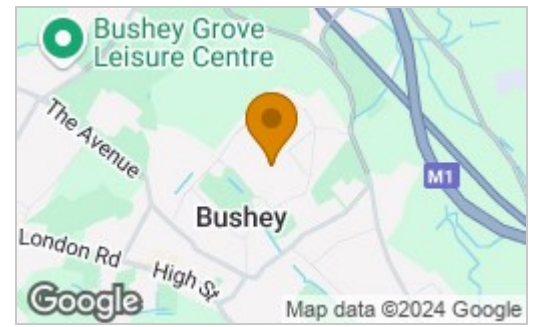 Bushey Grove
Leisure Centre
The Avenue
M1
Bushey
London Rd
High St
Google
Map data ©2024 Google